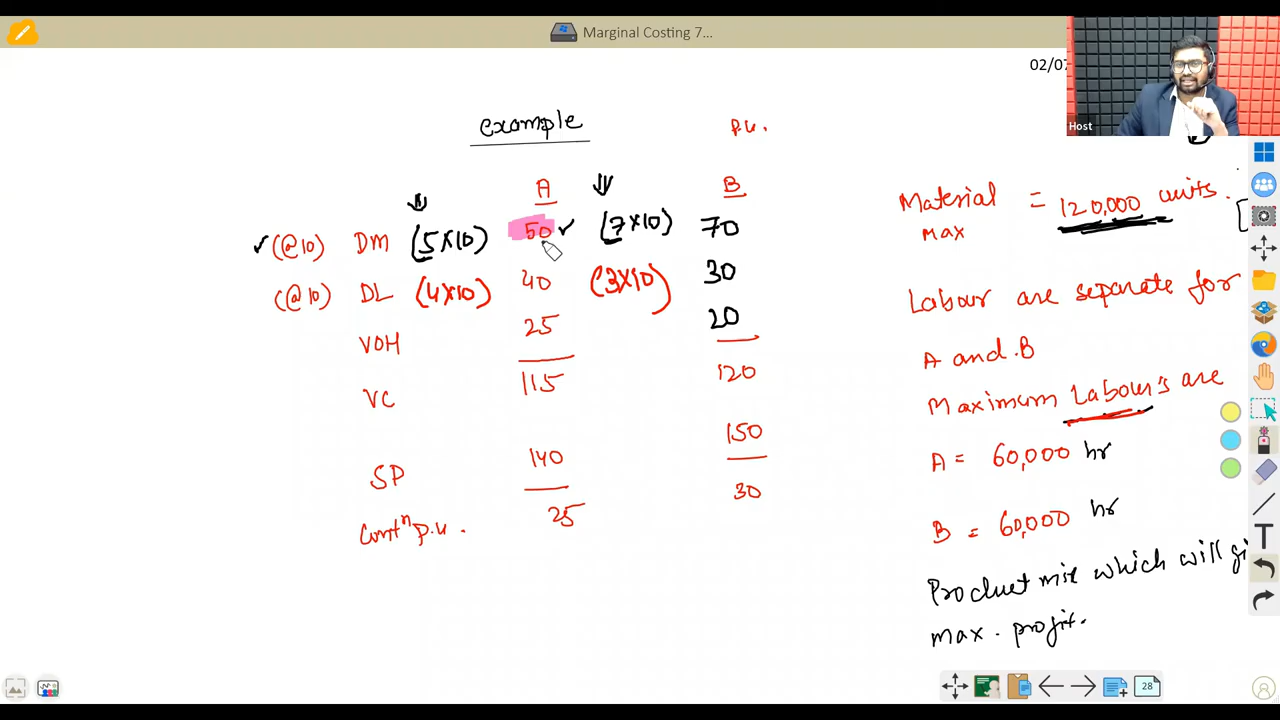 Marginal Costing 7...
02/07
Host
example
p.u.
A
B
(@10) DM (5×10) 50 ✓ (7×10) 70
(@10) DL (4×10) 40 (3×10) 30
VOH 25 20
VC 115 120
SP 140 150
Contn p.u. 25 30
Material = 120,000 units.
max
Labour are separate for
A and B
Maximum Labour's are
A = 60,000 hr
B = 60,000 hr
Product mix which will gi
max. profit.
T
28